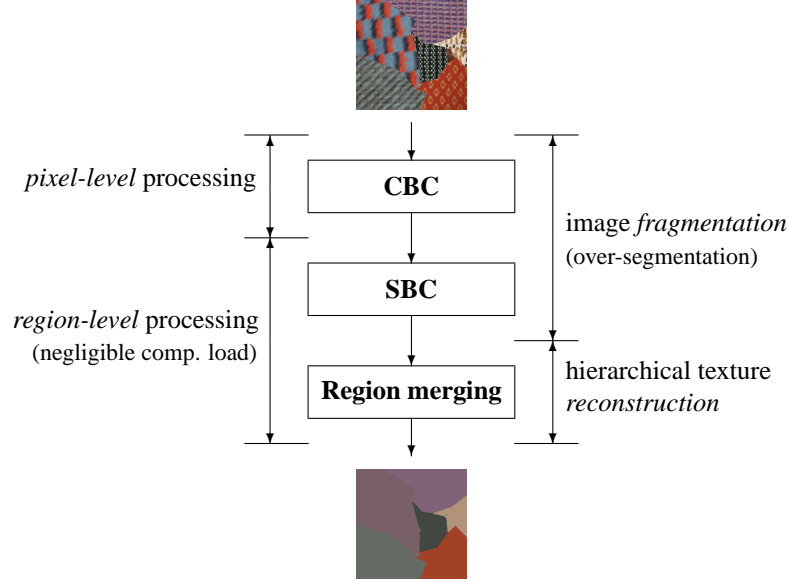 pixel-level processing
CBC
image fragmentation
(over-segmentation)
SBC
region-level processing
(negligible comp. load)
Region merging
hierarchical texture
reconstruction